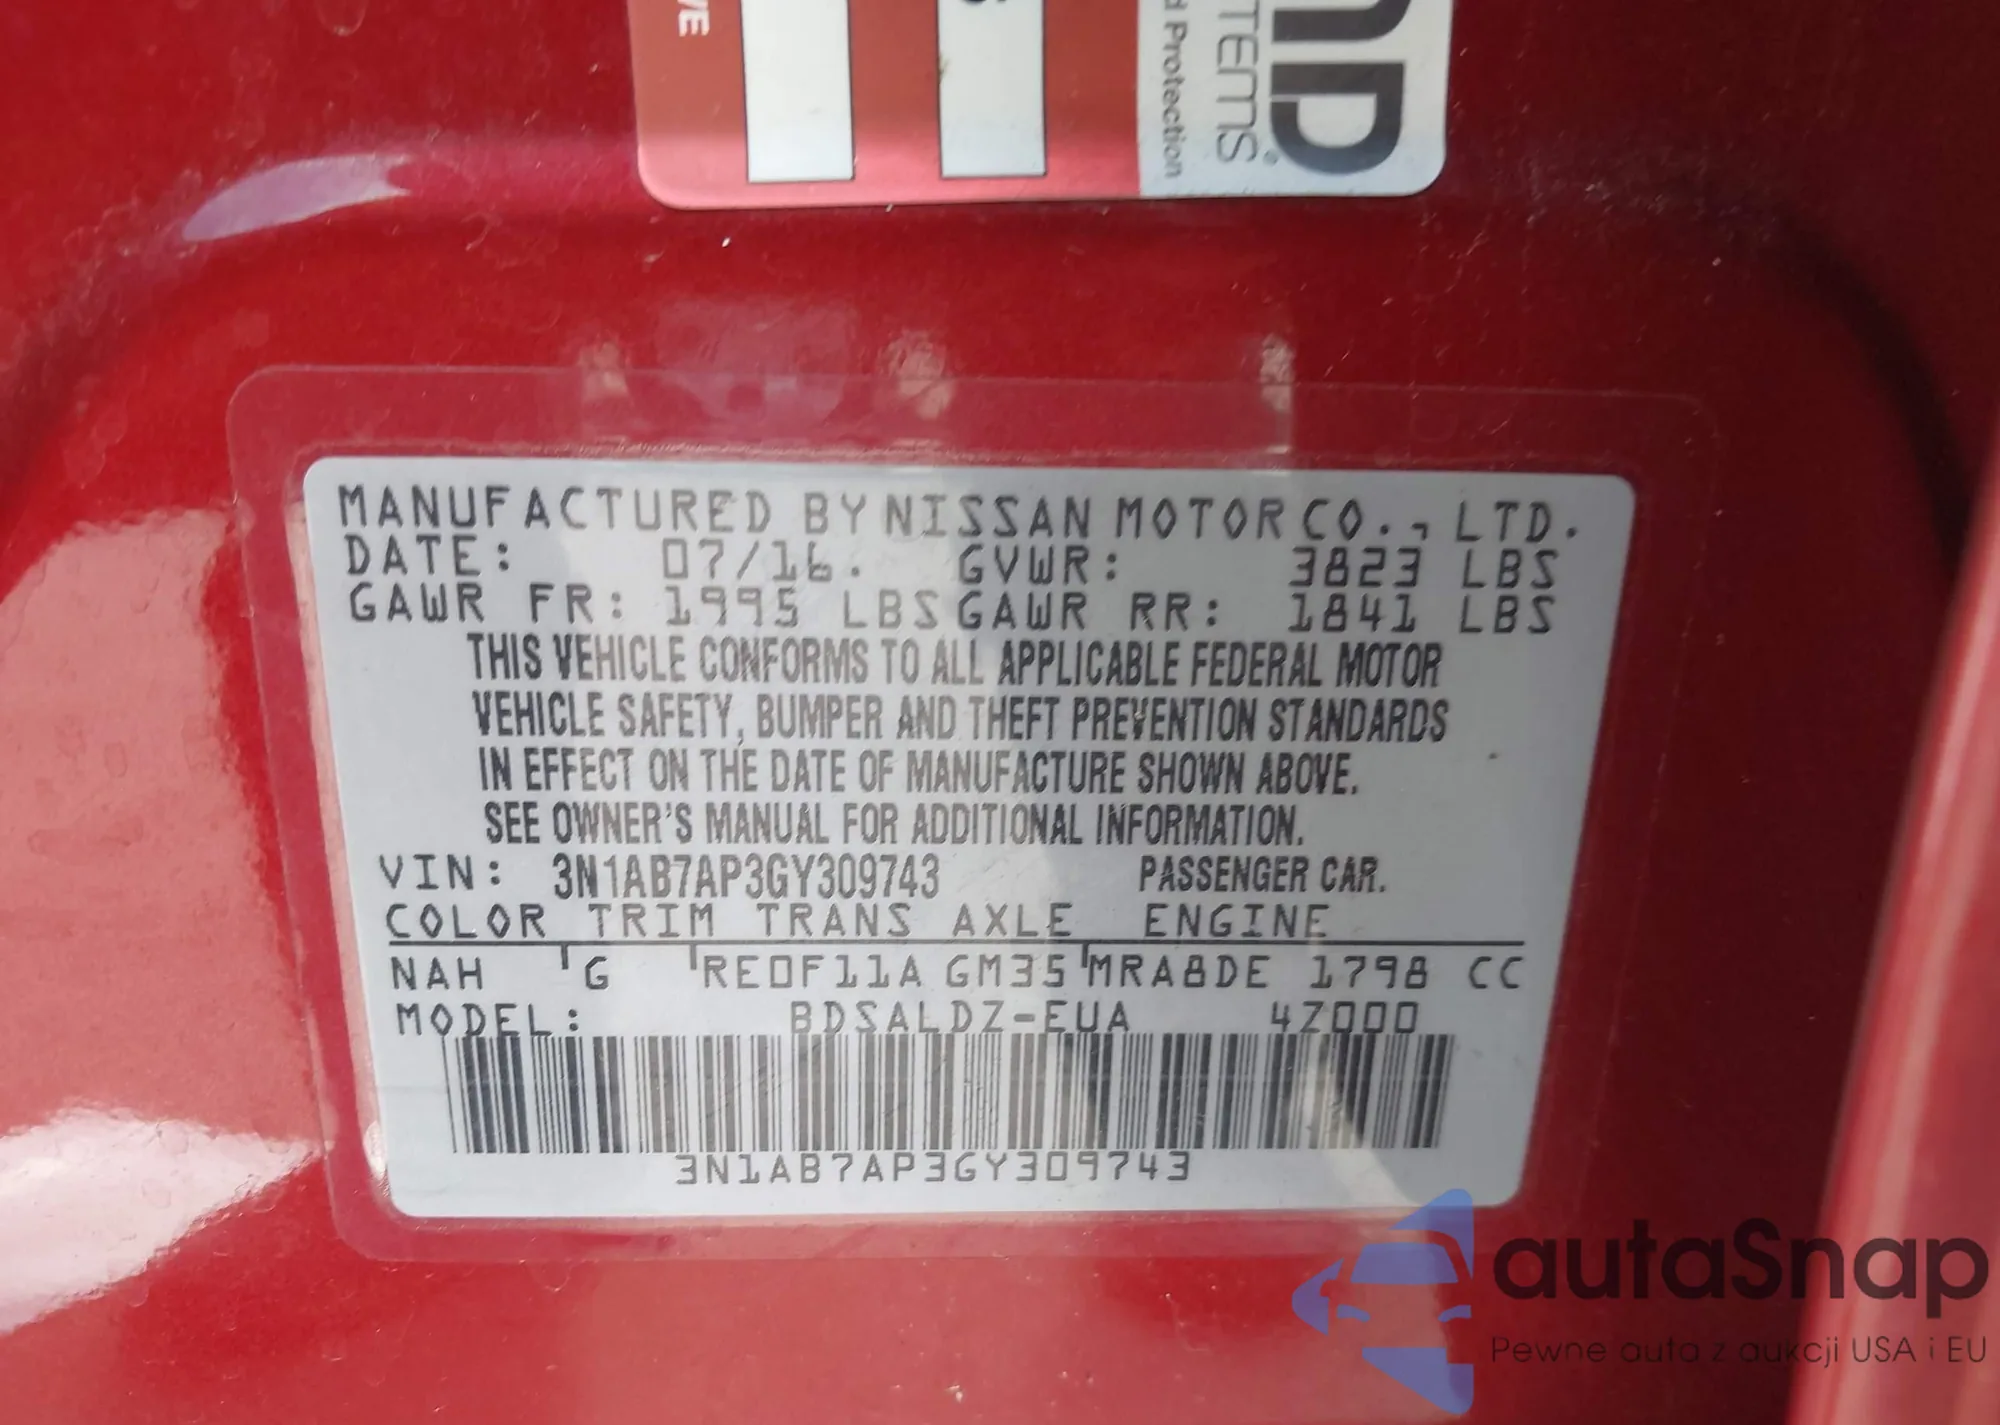 VE
TEMS
d Protection
MANUFACTURED BY NISSAN MOTOR CO., LTD.
DATE: 07/16. GVWR: 3823 LBS
GAWR FR: 1995 LBS GAWR RR: 1841 LBS
THIS VEHICLE CONFORMS TO ALL APPLICABLE FEDERAL MOTOR
VEHICLE SAFETY, BUMPER AND THEFT PREVENTION STANDARDS
IN EFFECT ON THE DATE OF MANUFACTURE SHOWN ABOVE.
SEE OWNER'S MANUAL FOR ADDITIONAL INFORMATION.
VIN: 3N1AB7AP3GY309743 PASSENGER CAR.
COLOR TRIM TRANS AXLE ENGINE
NAH G RE0F11A GM35 MRA8DE 1798 CC
MODEL: BDSALDZ-EUA 4Z000
3N1AB7AP3GY309743
autaSnap
Pewne auta z aukcji USA i EU